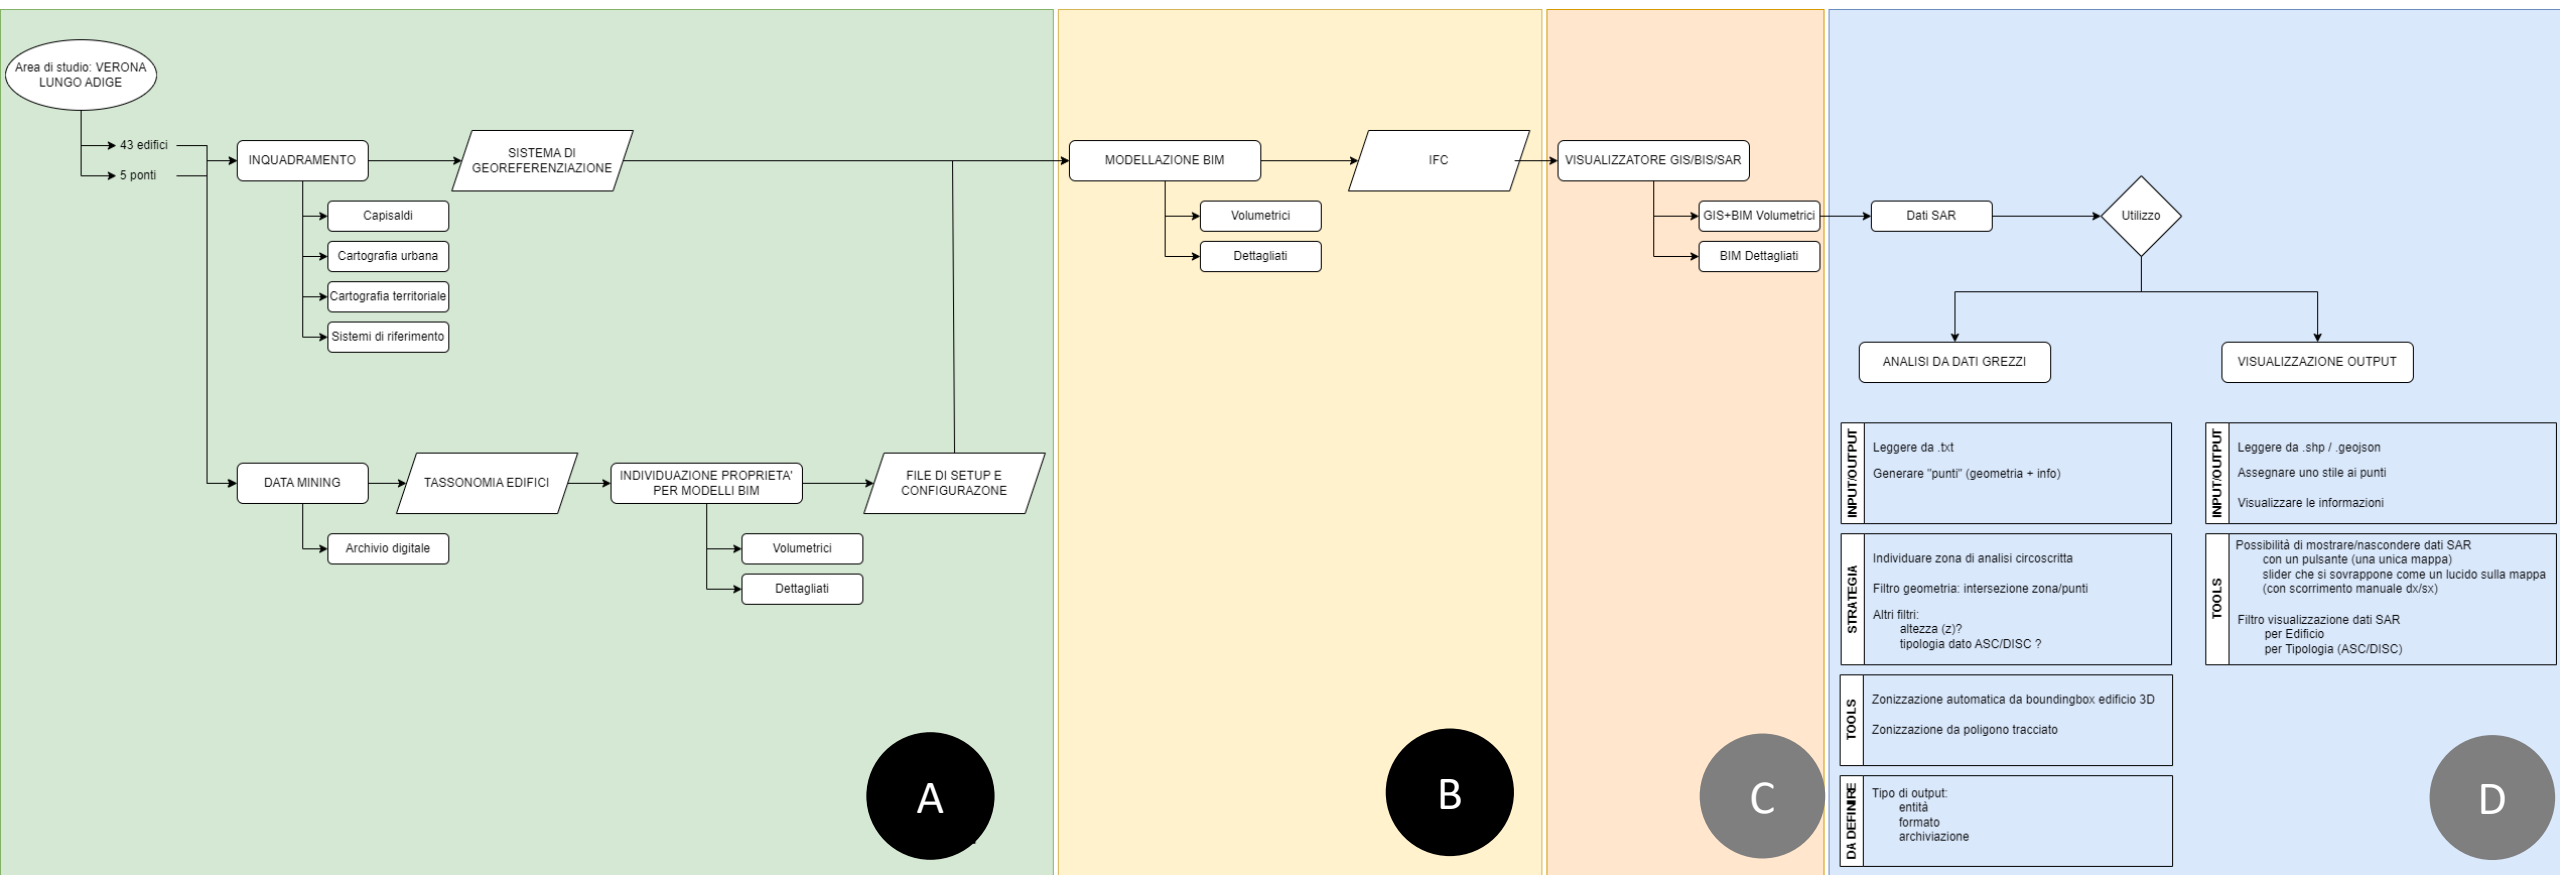 Area di studio: VERONA
LUNGO ADIGE
43 edifici
5 ponti
INQUADRAMENTO
SISTEMA DI
GEOREFERENZIAZIONE
Capisaldi
Cartografia urbana
Cartografia territoriale
Sistemi di riferimento
DATA MINING
Archivio digitale
TASSONOMIA EDIFICI
INDIVIDUAZIONE PROPRIETA'
PER MODELLI BIM
Volumetrici
Dettagliati
FILE DI SETUP E
CONFIGURAZONE
A
MODELLAZIONE BIM
Volumetrici
Dettagliati
IFC
B
VISUALIZZATORE GIS/BIS/SAR
GIS+BIM Volumetrici
BIM Dettagliati
C
Dati SAR
Utilizzo
ANALISI DA DATI GREZZI
INPUT/OUTPUT
Leggere da .txt
Generare "punti" (geometria + info)
STRATEGIA
Individuare zona di analisi circoscritta
Filtro geometria: intersezione zona/punti
Altri filtri:
altezza (z)?
tipologia dato ASC/DISC ?
TOOLS
Zonizzazione automatica da boundingbox edificio 3D
Zonizzazione da poligono tracciato
DA DEFINIRE
Tipo di output:
entità
formato
archiviazione
VISUALIZZAZIONE OUTPUT
INPUT/OUTPUT
Leggere da .shp / .geojson
Assegnare uno stile ai punti
Visualizzare le informazioni
TOOLS
Possibilità di mostrare/nascondere dati SAR
con un pulsante (una unica mappa)
slider che si sovrappone come un lucido sulla mappa
(con scorrimento manuale dx/sx)
Filtro visualizzazione dati SAR
per Edificio
per Tipologia (ASC/DISC)
D